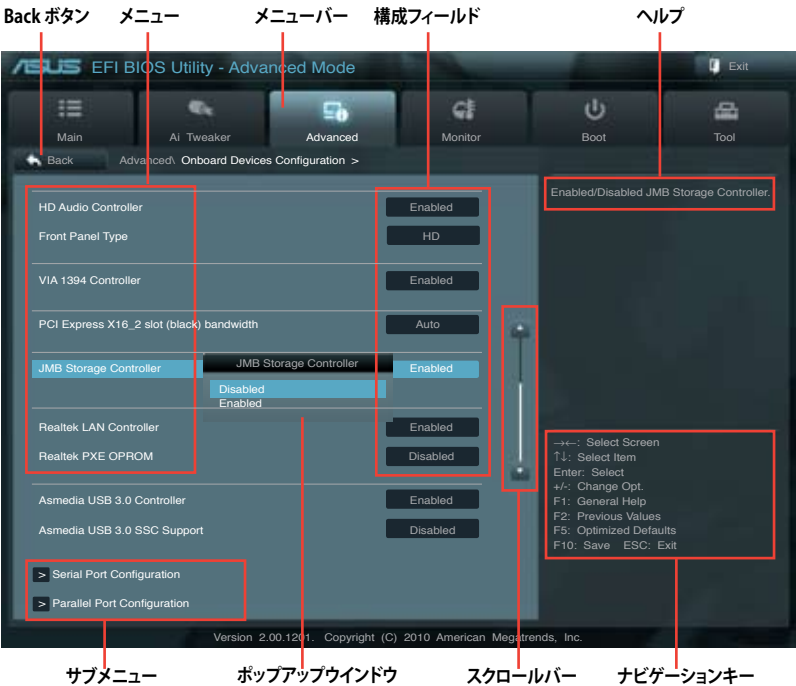 Back ボタン
メニュー
メニューバー
構成フィールド
ヘルプ
ASUS EFI BIOS Utility - Advanced Mode
Exit
Main
Ai Tweaker
Advanced
Monitor
Boot
Tool
Back
Advanced\ Onboard Devices Configuration >
Enabled/Disabled JMB Storage Controller.
HD Audio Controller
Enabled
Front Panel Type
HD
VIA 1394 Controller
Enabled
PCI Express X16_2 slot (black) bandwidth
Auto
JMB Storage Controller
JMB Storage Controller
Enabled
Disabled
Enabled
Realtek LAN Controller
Enabled
Realtek PXE OPROM
Disabled
Asmedia USB 3.0 Controller
Enabled
Asmedia USB 3.0 SSC Support
Disabled
> Serial Port Configuration
> Parallel Port Configuration
→←: Select Screen
↑↓: Select Item
Enter: Select
+/-: Change Opt.
F1: General Help
F2: Previous Values
F5: Optimized Defaults
F10: Save ESC: Exit
Version 2.00.1201. Copyright (C) 2010 American Megatrends, Inc.
サブメニュー
ポップアップウインドウ
スクロールバー
ナビゲーションキー